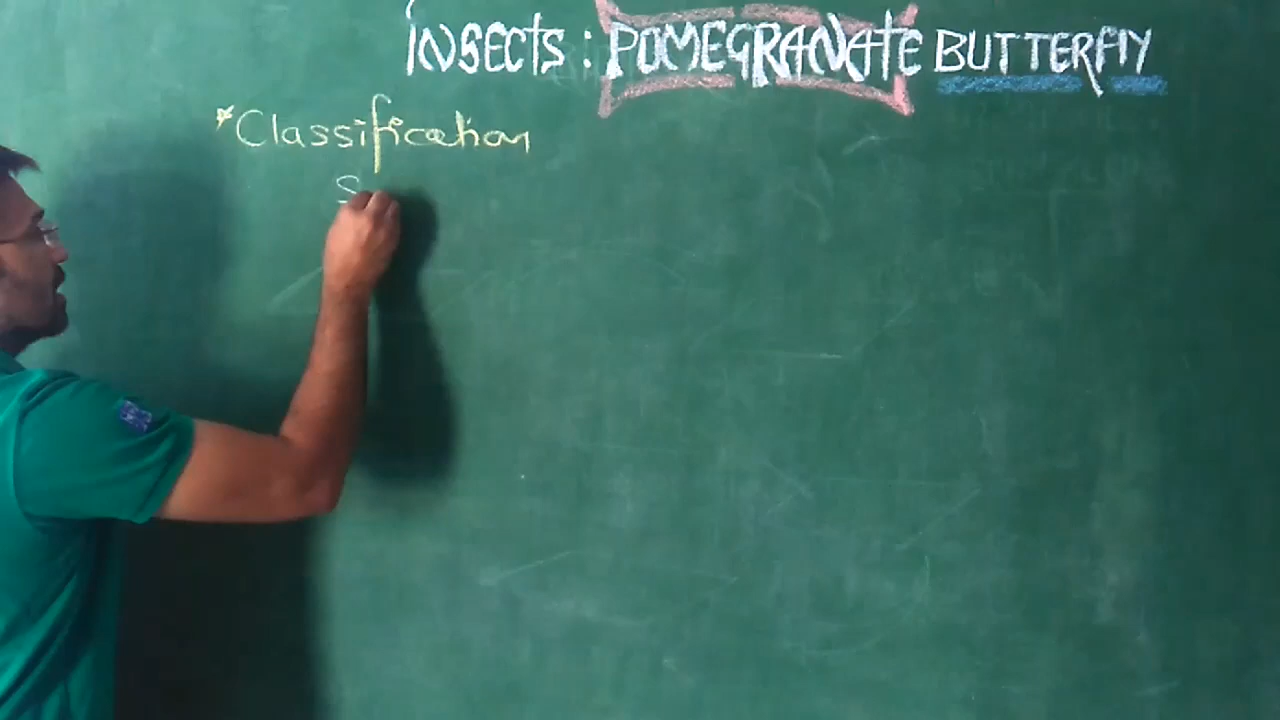 INSECTS : POMEGRANATE BUTTERFLY
* Classification
S